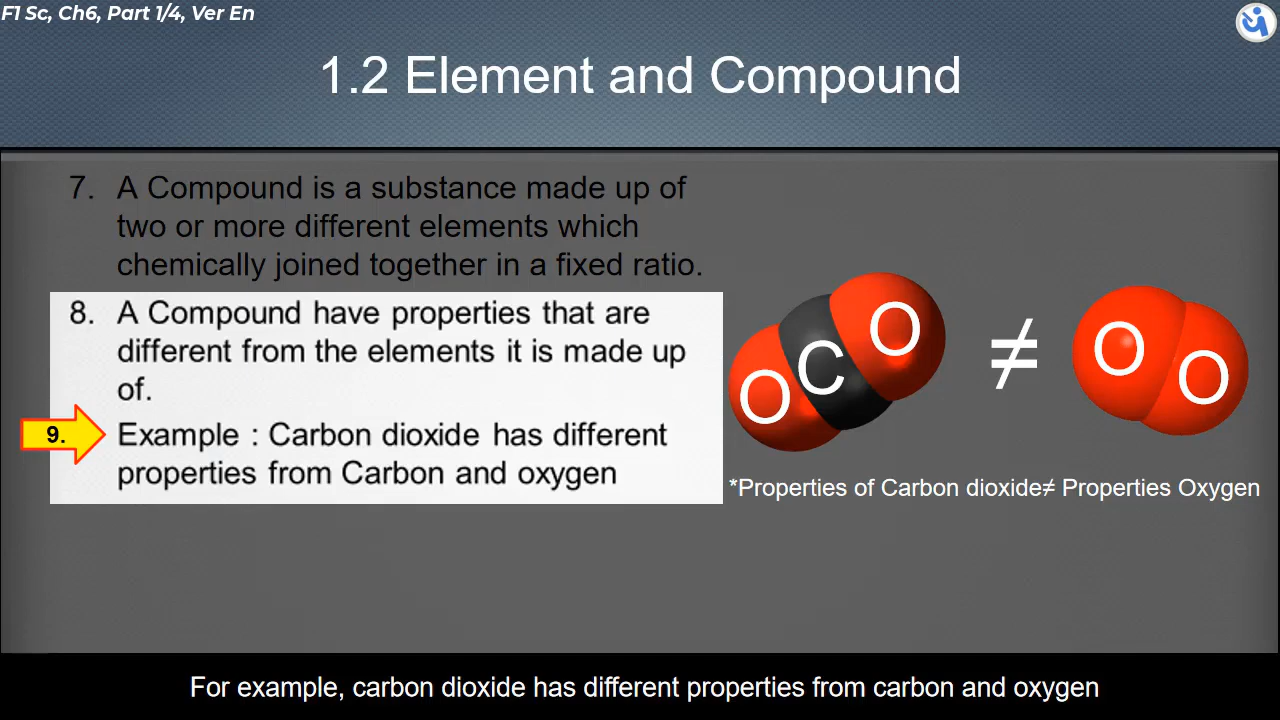 F1 Sc, Ch6, Part 1/4, Ver En
1.2 Element and Compound
7. A Compound is a substance made up of
two or more different elements which
chemically joined together in a fixed ratio.
8. A Compound have properties that are
different from the elements it is made up
of.
9. Example : Carbon dioxide has different
properties from Carbon and oxygen
O C O ≠ O O
*Properties of Carbon dioxide≠ Properties Oxygen
For example, carbon dioxide has different properties from carbon and oxygen